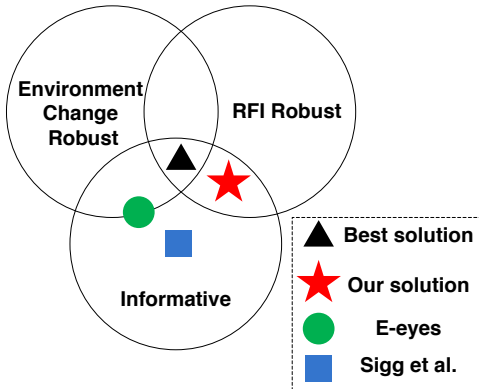 Environment
Change
Robust
RFI Robust
Informative
Best solution
Our solution
E-eyes
Sigg et al.